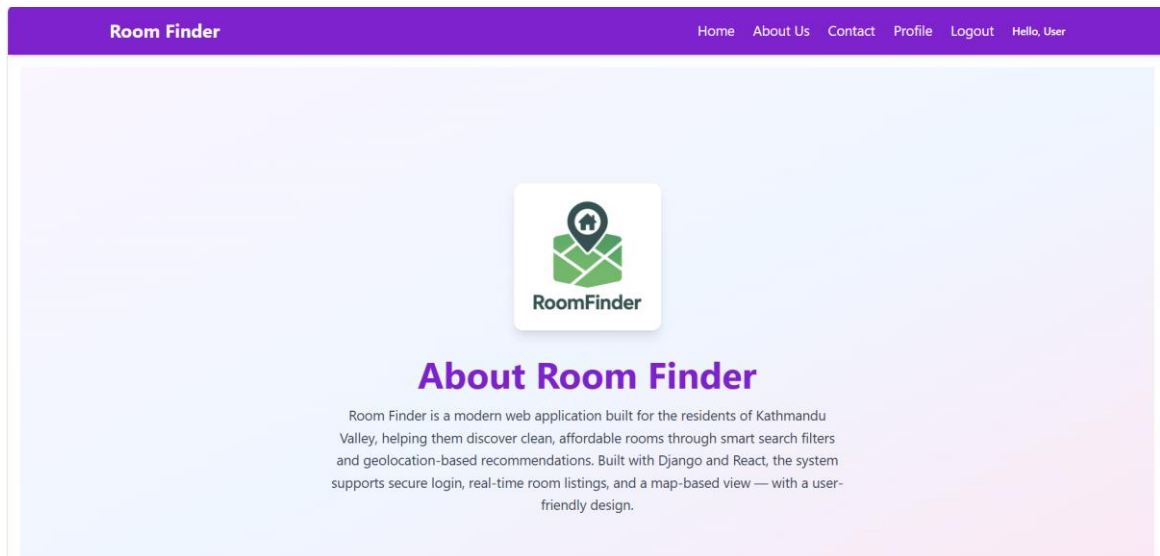 Room Finder
Home About Us Contact Profile Logout Hello, User
RoomFinder
About Room Finder
Room Finder is a modern web application built for the residents of Kathmandu
Valley, helping them discover clean, affordable rooms through smart search filters
and geolocation-based recommendations. Built with Django and React, the system
supports secure login, real-time room listings, and a map-based view — with a user-
friendly design.